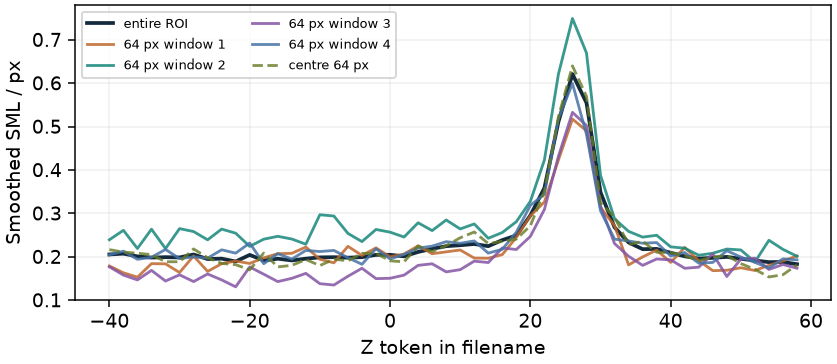 entire ROI
64 px window 1
64 px window 2
64 px window 3
64 px window 4
centre 64 px
Smoothed SML / px
0.7
0.6
0.5
0.4
0.3
0.2
0.1
−40
−20
0
20
40
60
Z token in filename